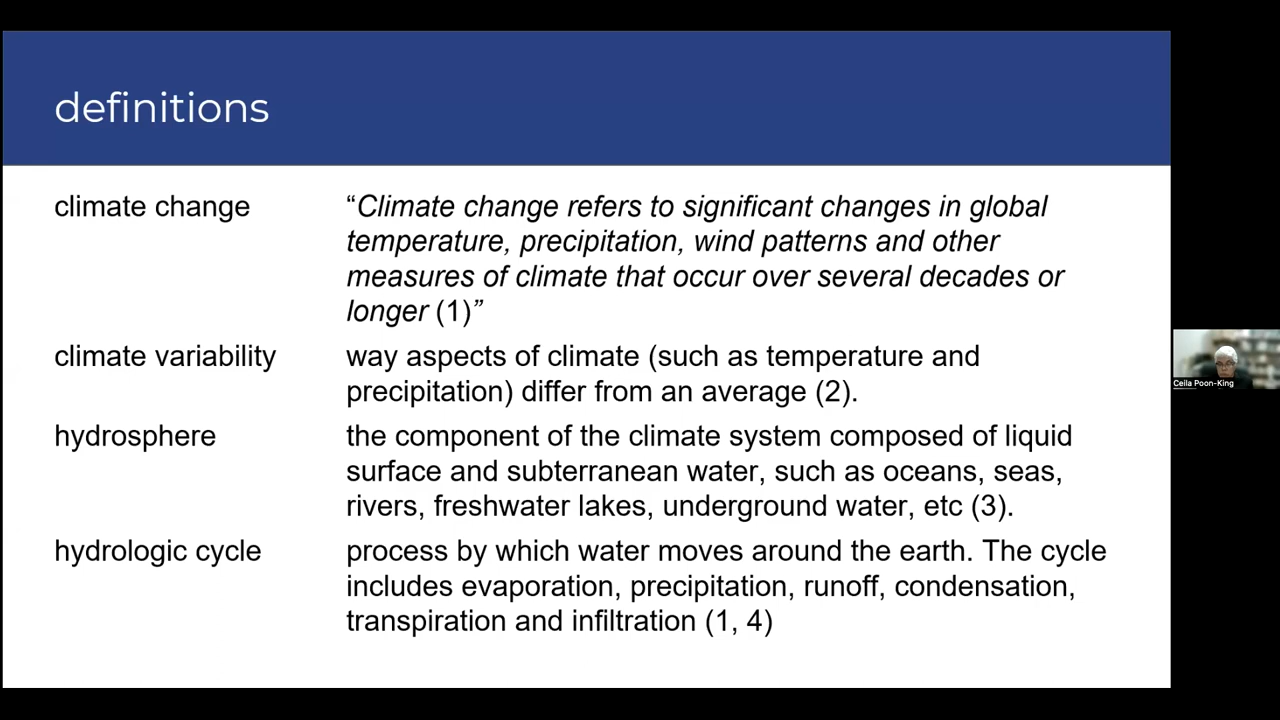 definitions
climate change
“Climate change refers to significant changes in global
temperature, precipitation, wind patterns and other
measures of climate that occur over several decades or
longer (1)”
climate variability
way aspects of climate (such as temperature and
precipitation) differ from an average (2).
hydrosphere
the component of the climate system composed of liquid
surface and subterranean water, such as oceans, seas,
rivers, freshwater lakes, underground water, etc (3).
hydrologic cycle
process by which water moves around the earth. The cycle
includes evaporation, precipitation, runoff, condensation,
transpiration and infiltration (1, 4)
Ceila Poon-King